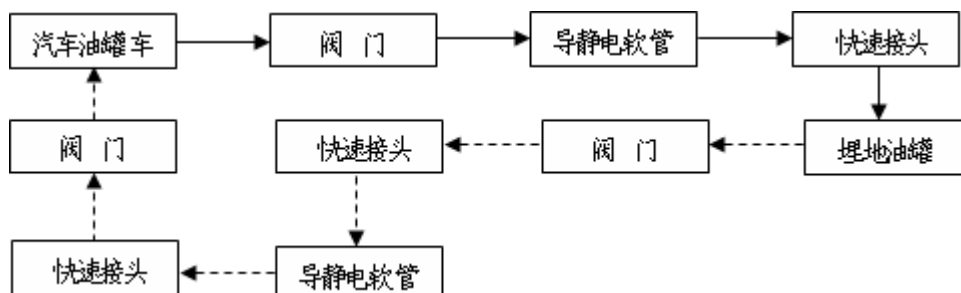 汽车油罐车
阀 门
导静电软管
快速接头
阀 门
快速接头
阀 门
埋地油罐
快速接头
导静电软管